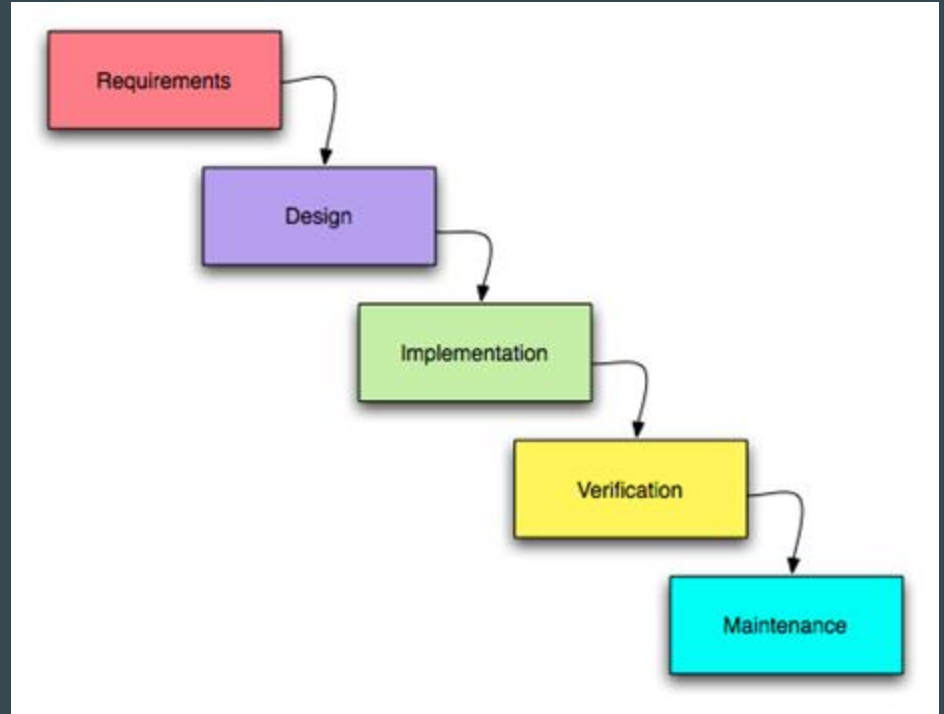 Requirements
Design
Implementation
Verification
Maintenance